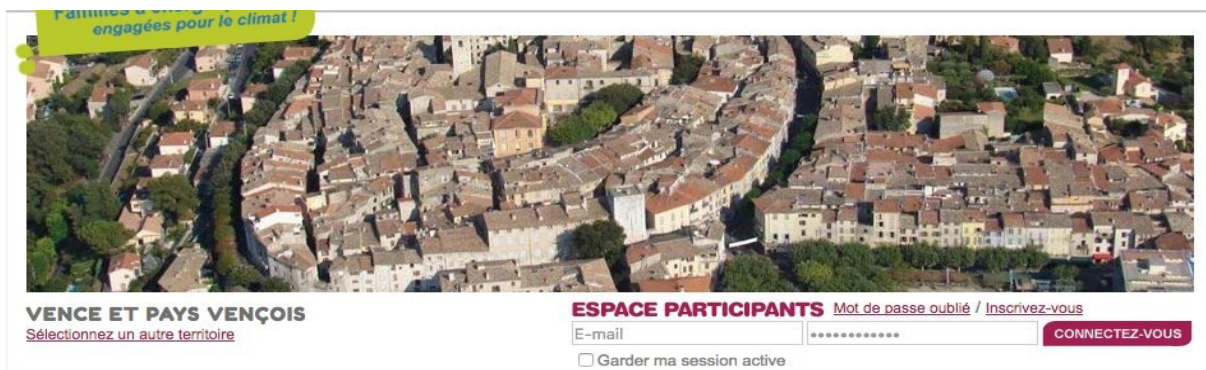 engagées pour le climat !
VENCE ET PAYS VENÇOIS
Sélectionnez un autre territoire
ESPACE PARTICIPANTS Mot de passe oublié / Inscrivez-vous
E-mail •••••••••••• CONNECTEZ-VOUS
Garder ma session active